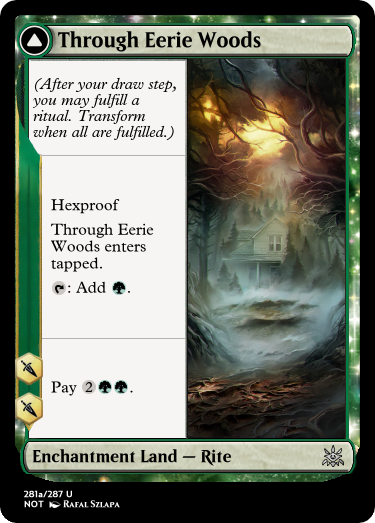 Through Eerie Woods
(After your draw step,
you may fulfill a
ritual. Transform
when all are fulfilled.)
Hexproof
Through Eerie
Woods enters
tapped.
: Add .
Pay 2 .
Enchantment Land — Rite
281a/287 U
NOT Rafal Szlapa